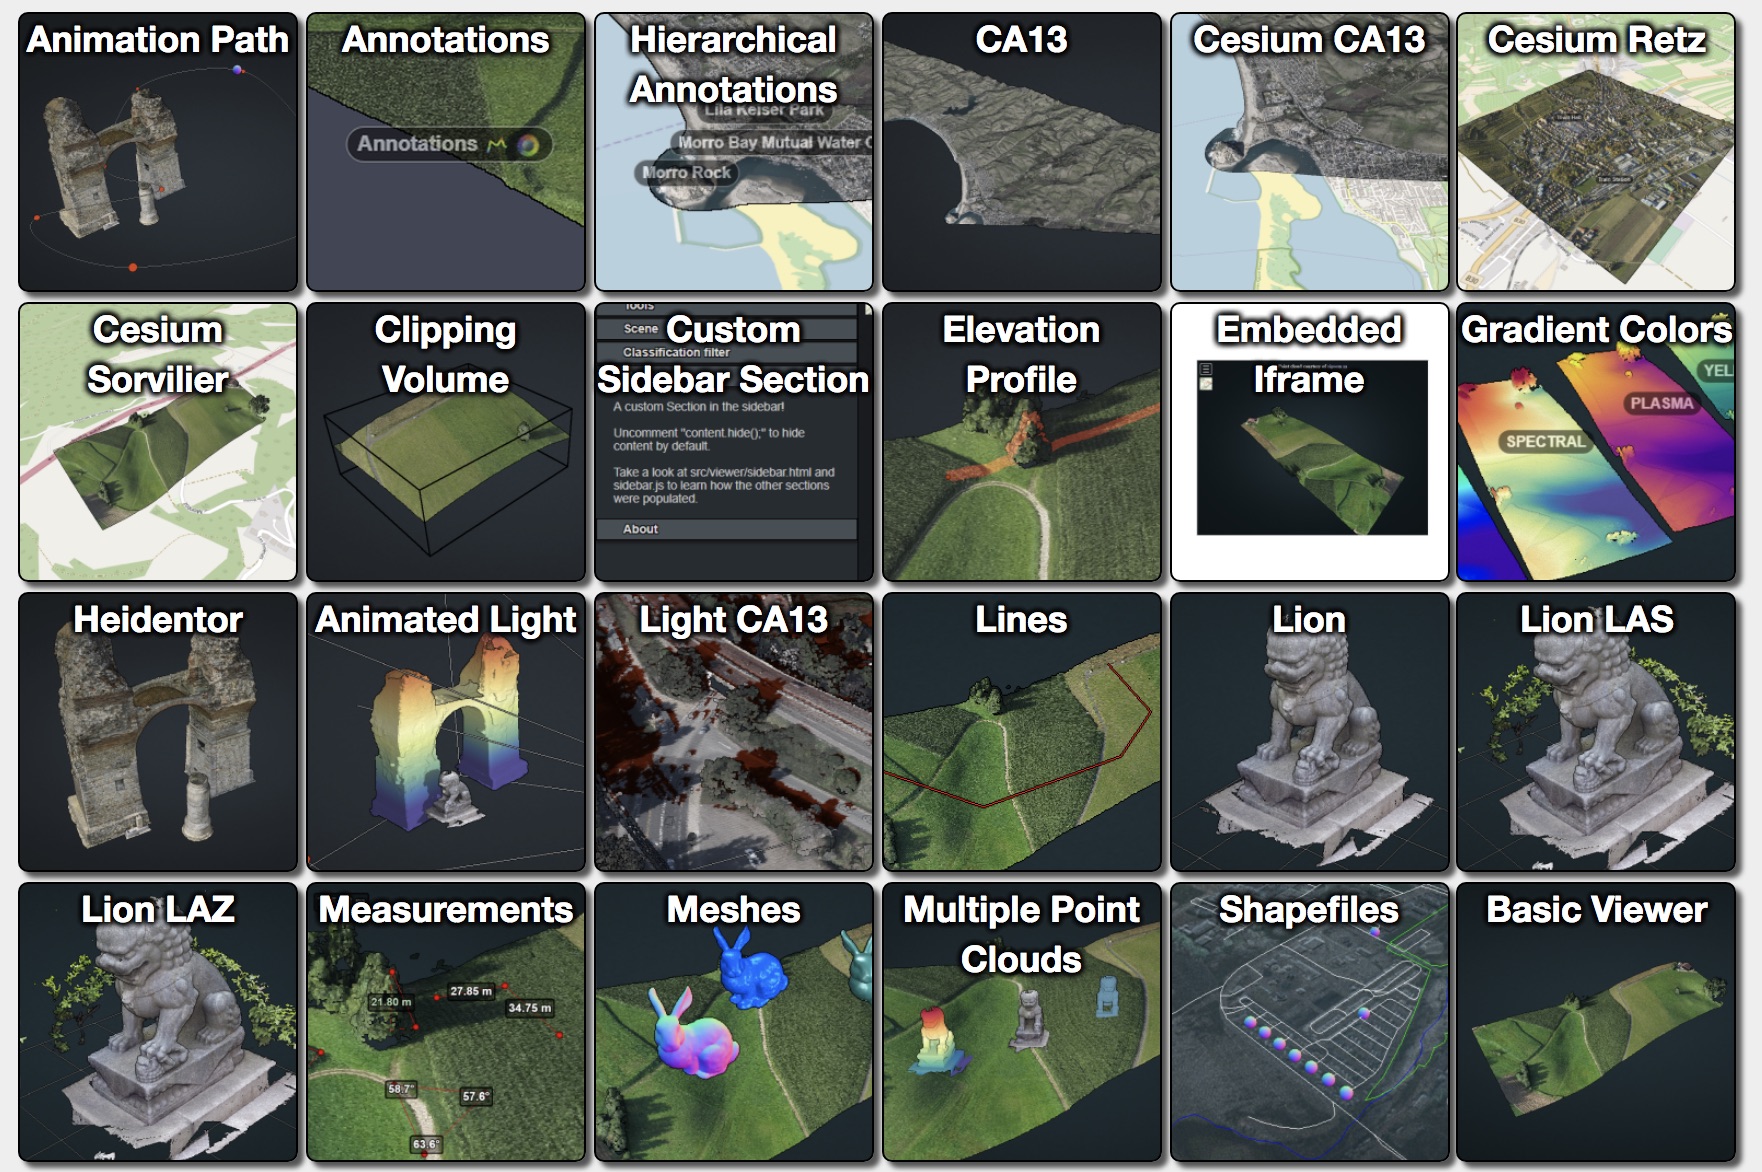 Animation Path
Annotations
Annotations
Hierarchical
Annotations
Lila Keiser Park
Morro Bay Mutual Water
Morro Rock
CA13
Cesium CA13
Cesium Retz
Cesium
Sorvilier
Clipping
Volume
Tools
Scene
Classification filter
Custom
Sidebar Section
A custom Section in the sidebar!
Uncomment "content.hide();" to hide
content by default.
Take a look at src/viewer/sidebar.html and
sidebar.js to learn how the other sections
were populated.
About
Elevation
Profile
Embedded
Iframe
Gradient Colors
YEL
PLASMA
SPECTRAL
Heidentor
Animated Light
Light CA13
Lines
Lion
Lion LAS
Lion LAZ
Measurements
21.80 m
27.85 m
34.75 m
58.7°
57.6°
63.6°
Meshes
Multiple Point
Clouds
Shapefiles
Basic Viewer